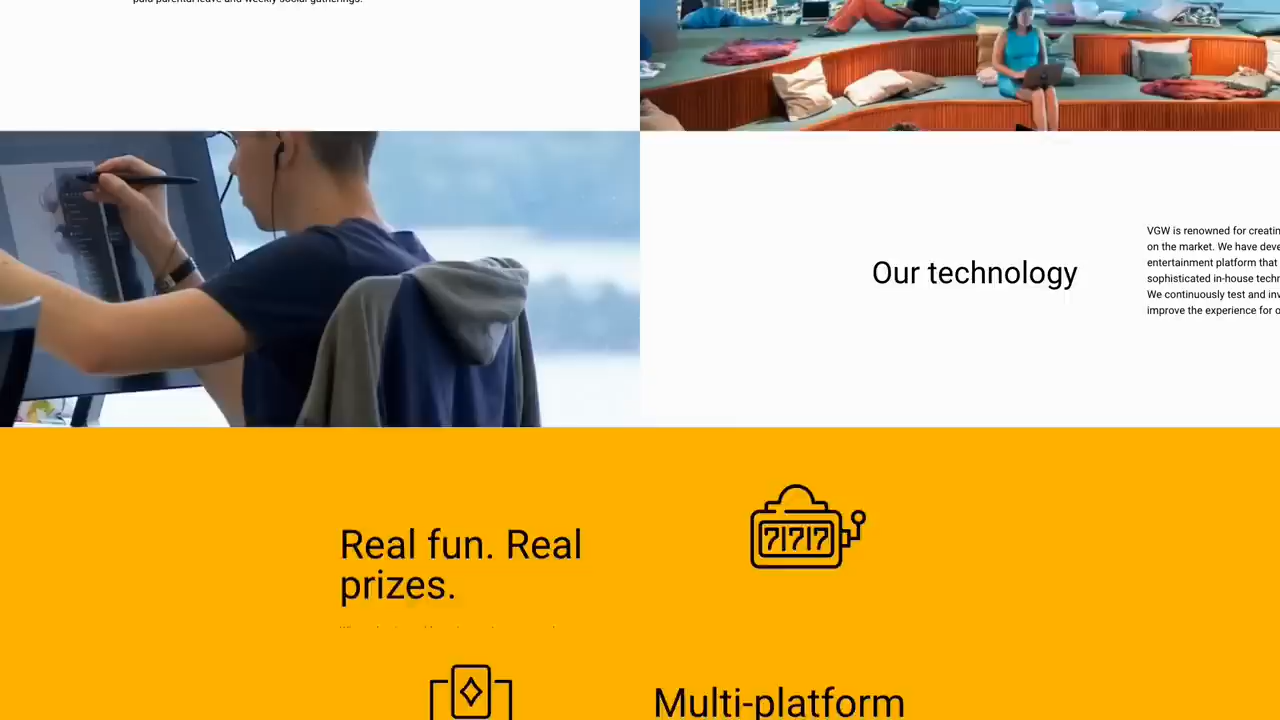 paid parental leave and weekly social gatherings.
Our technology
VGW is renowned for creatin
on the market. We have deve
entertainment platform that
sophisticated in-house techn
We continuously test and inv
improve the experience for o
777
Real fun. Real
prizes.
Multi-platform